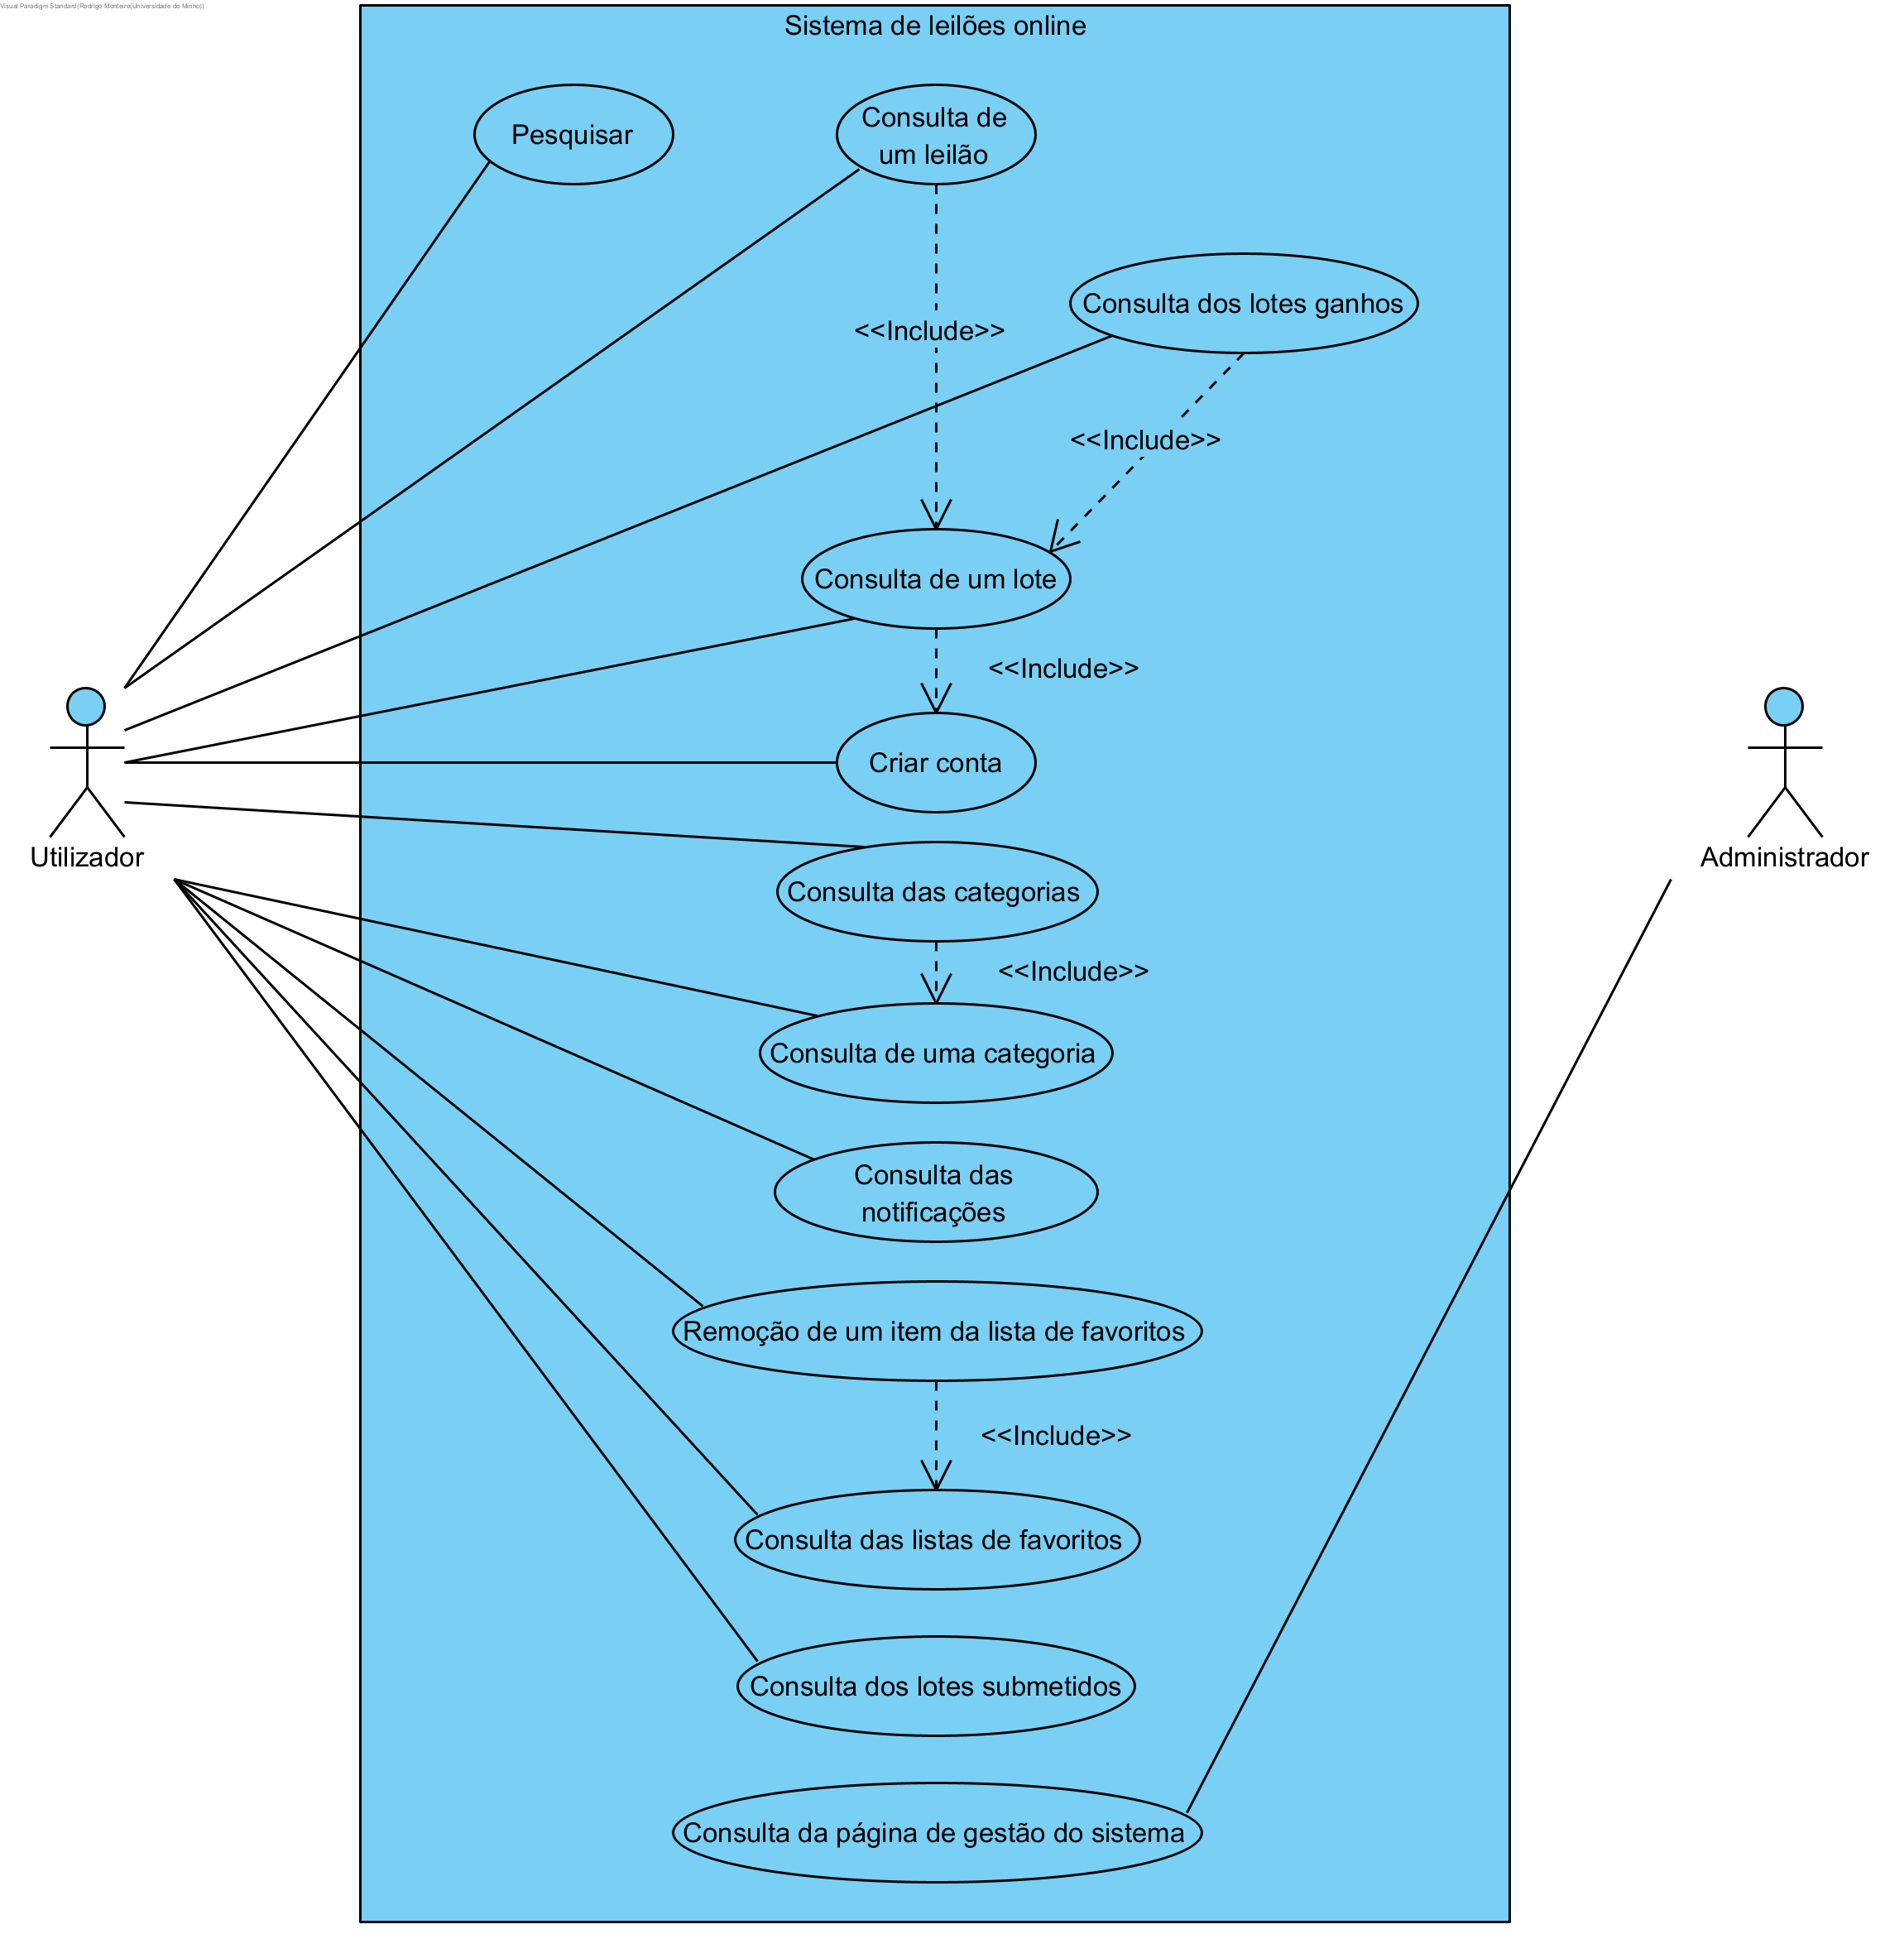 Visual Paradigm Standard(Rodrigo Monteiro(Universidade do Minho))
Sistema de leilões online
Pesquisar
Consulta de
um leilão
Consulta dos lotes ganhos
<<Include>>
<<Include>>
Consulta de um lote
<<Include>>
Criar conta
Utilizador
Administrador
Consulta das categorias
<<Include>>
Consulta de uma categoria
Consulta das
notificações
Remoção de um item da lista de favoritos
<<Include>>
Consulta das listas de favoritos
Consulta dos lotes submetidos
Consulta da página de gestão do sistema